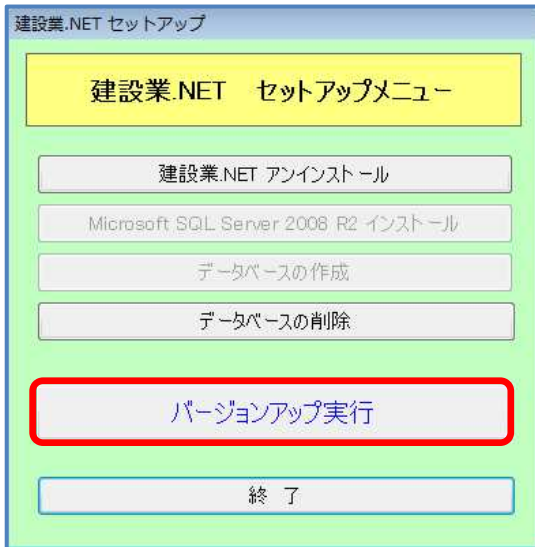 建設業.NET セットアップ
建設業.NET セットアップメニュー
建設業.NET アンインストール
Microsoft SQL Server 2008 R2 インストール
データベースの作成
データベースの削除
バージョンアップ実行
終 了